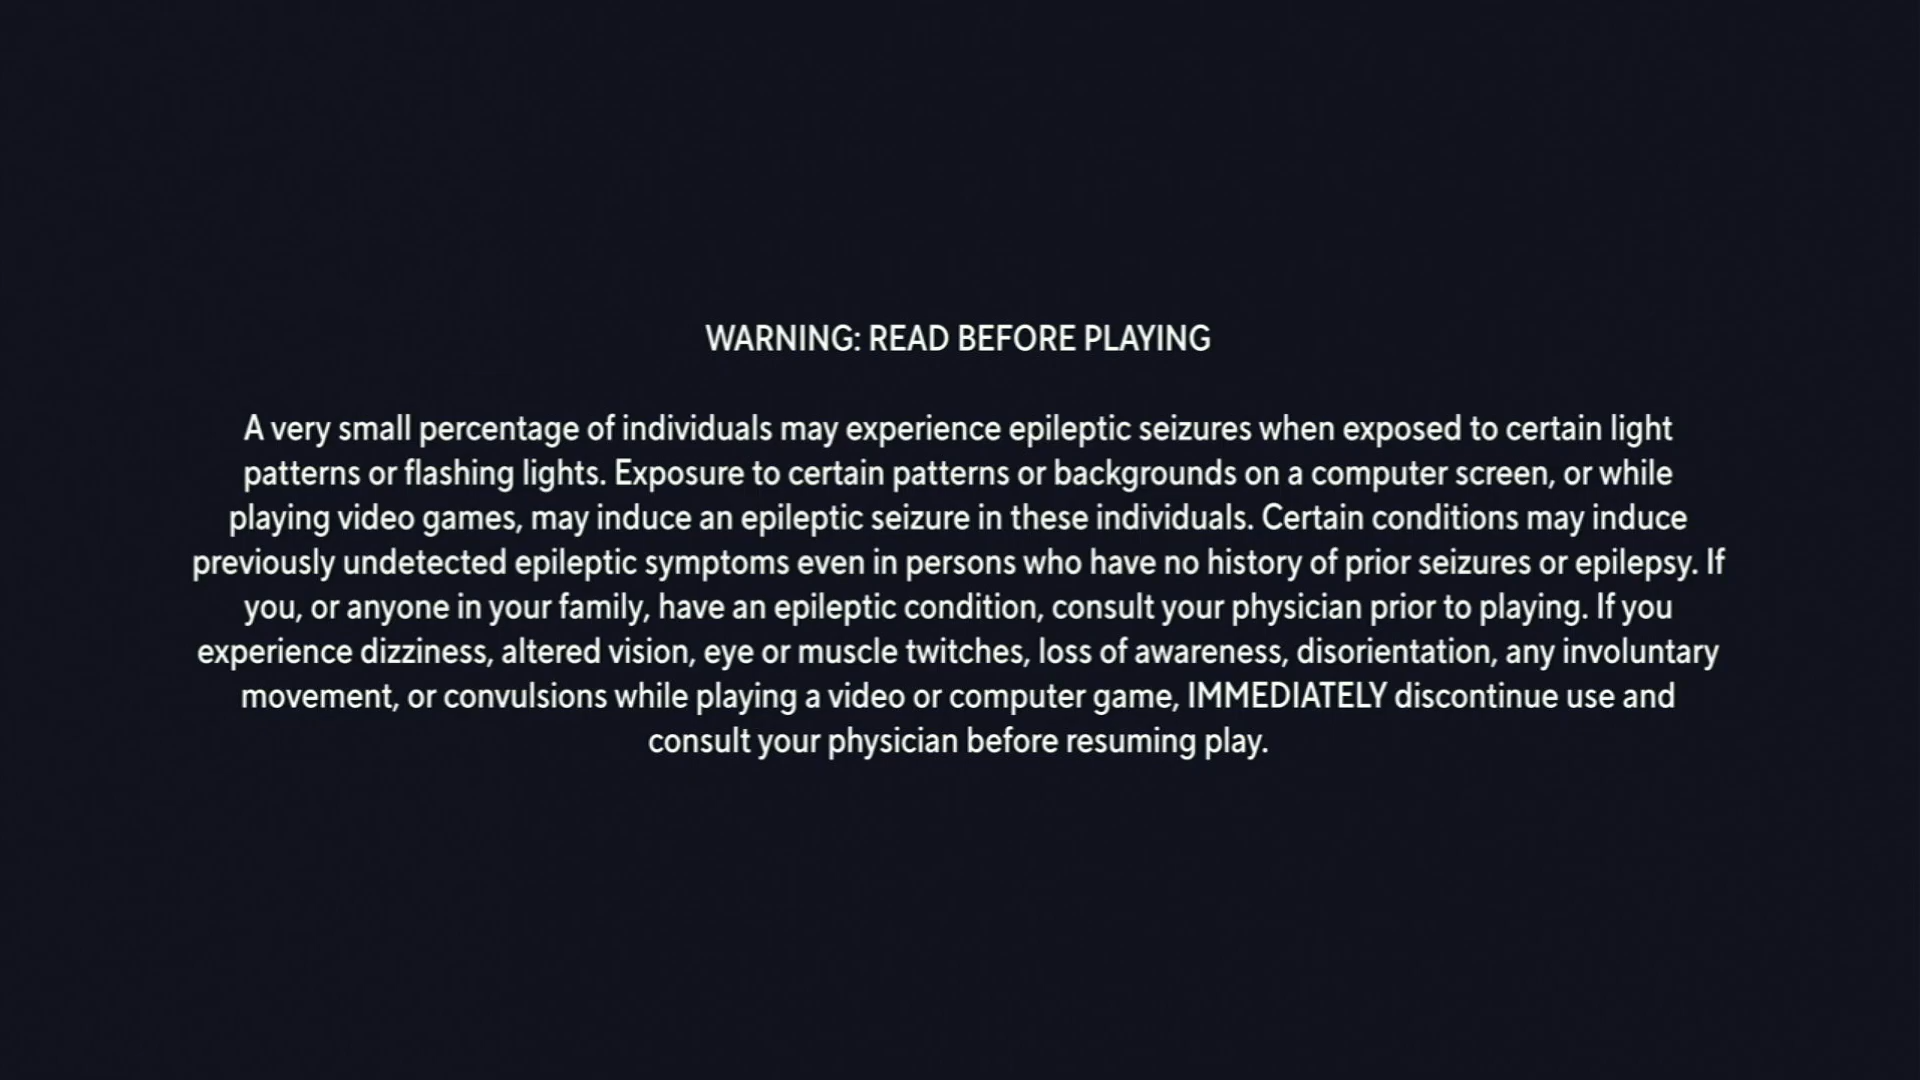 WARNING: READ BEFORE PLAYING
A very small percentage of individuals may experience epileptic seizures when exposed to certain light
patterns or flashing lights. Exposure to certain patterns or backgrounds on a computer screen, or while
playing video games, may induce an epileptic seizure in these individuals. Certain conditions may induce
previously undetected epileptic symptoms even in persons who have no history of prior seizures or epilepsy. If
you, or anyone in your family, have an epileptic condition, consult your physician prior to playing. If you
experience dizziness, altered vision, eye or muscle twitches, loss of awareness, disorientation, any involuntary
movement, or convulsions while playing a video or computer game, IMMEDIATELY discontinue use and
consult your physician before resuming play.